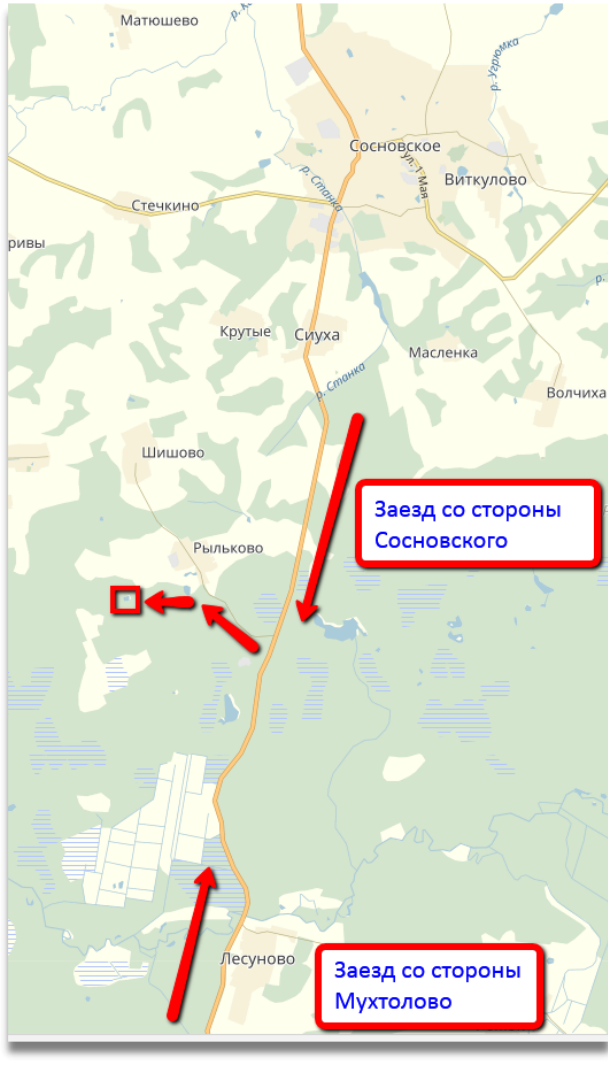 Матюшево
р. Угрюмка
Сосновское
ул. 1 Мая
Виткулово
р. Станка
Стечкино
ривы
Крутые
Сиуха
Масленка
р. Станка
Волчиха
Шишово
Заезд со стороны
Сосновского
Рыльково
Лесуново
Заезд со стороны
Мухтолово